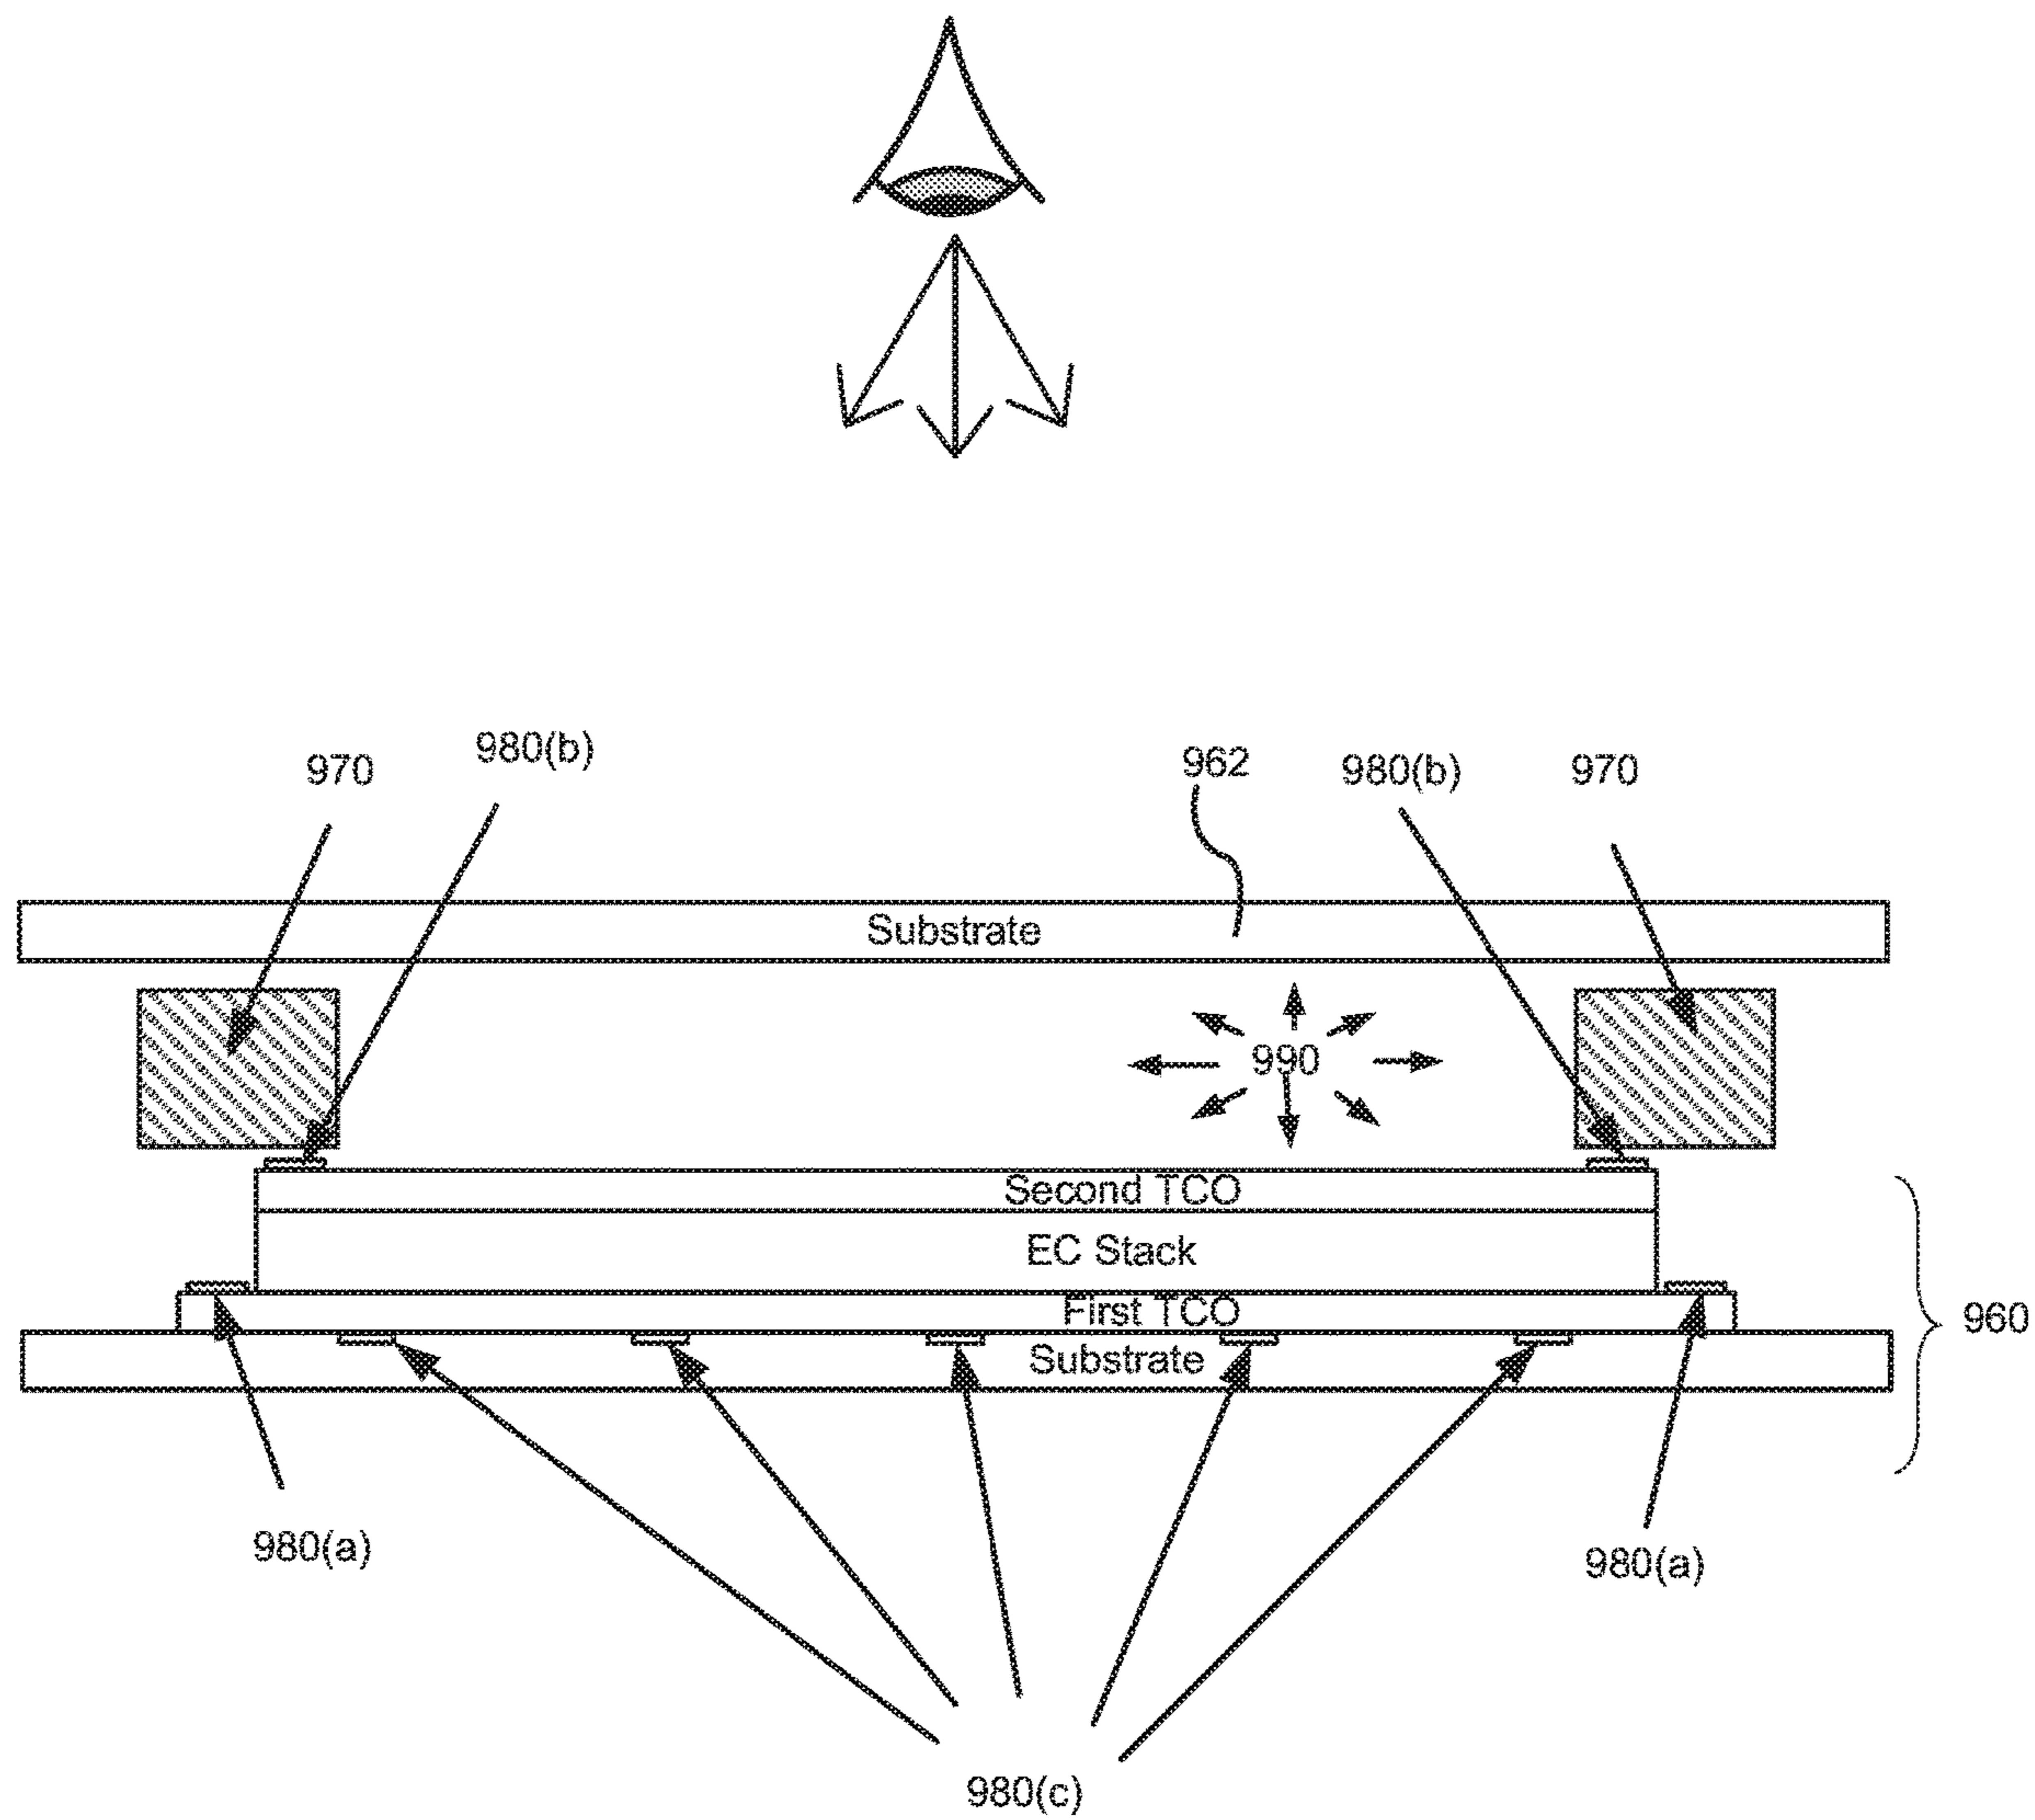 970
980(b)
962
980(b)
970
Substrate
990
Second TCO
EC Stack
First TCO
Substrate
960
980(a)
980(a)
980(c)